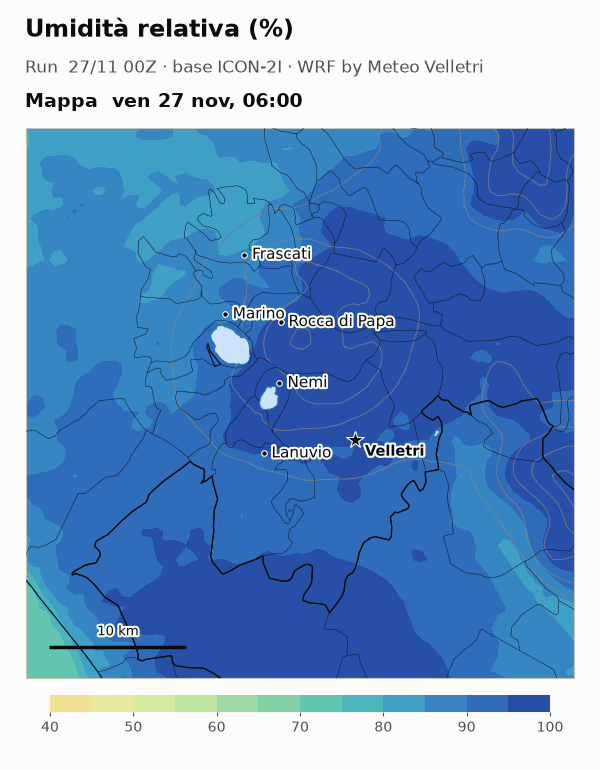 Umidità relativa (%)
Run  27/11 00Z · base ICON-2I · WRF by Meteo Velletri
Mappa  ven 27 nov, 06:00
Frascati
Marino
Rocca di Papa
Nemi
Velletri
Lanuvio
10 km
40 50 60 70 80 90 100